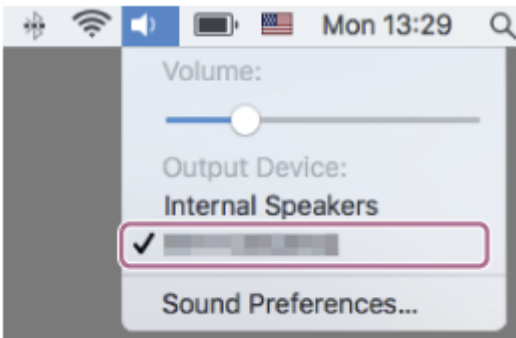 Mon 13:29
Volume:
Output Device:
Internal Speakers
Sound Preferences...